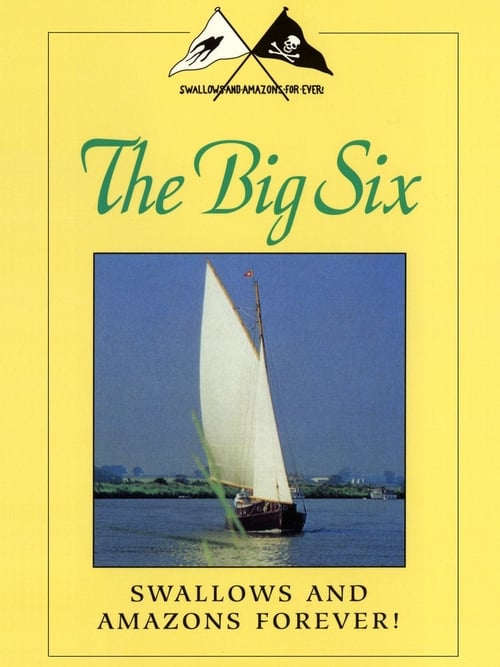 SWALLOWS·AND·AMAZONS·FOR·EVER!
The Big Six
SWALLOWS AND
AMAZONS FOREVER!